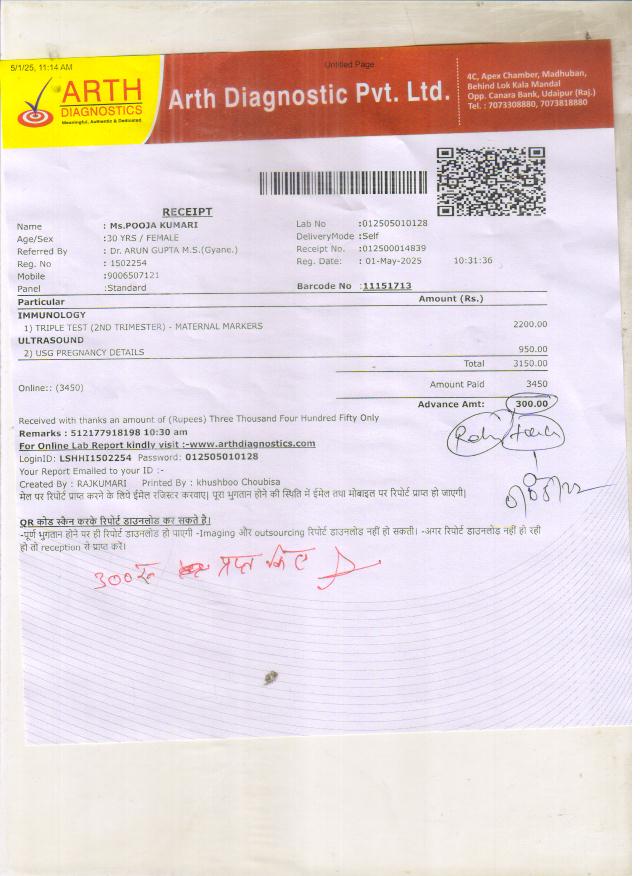 5/1/25, 11:14 AM
Untitled Page
ARTH
DIAGNOSTICS
Meaningful, Authentic & Dedicated.
Arth Diagnostic Pvt. Ltd.
4C, Apex Chamber, Madhuban,
Behind Lok Kala Mandal
Opp. Canara Bank, Udaipur (Raj.)
Tel. : 7073308880, 7073818880
RECEIPT
Name : Ms.POOJA KUMARI Lab No :012505010128
Age/Sex :30 YRS / FEMALE DeliveryMode :Self
Referred By : Dr. ARUN GUPTA M.S.(Gyane.) Receipt No. :012500014839
Reg. No : 1502254 Reg. Date: : 01-May-2025 10:31:36
Mobile :9006507121
Panel :Standard Barcode No :11151713
Particular Amount (Rs.)
IMMUNOLOGY
1) TRIPLE TEST (2ND TRIMESTER) - MATERNAL MARKERS 2200.00
ULTRASOUND
2) USG PREGNANCY DETAILS 950.00
Total 3150.00
Online:: (3450) Amount Paid 3450
Advance Amt: 300.00
Received with thanks an amount of (Rupees) Three Thousand Four Hundred Fifty Only
Remarks : 512177918198 10:30 am
For Online Lab Report kindly visit :-www.arthdiagnostics.com
LoginID: LSHHI1502254 Password: 012505010128
Your Report Emailed to your ID :-
Created By : RAJKUMARI Printed By : khushboo Choubisa
मेल पर रिपोर्ट प्राप्त करने के लिये ईमेल रजिस्टर करवाए। पूरा भुगतान होने की स्थिति में ईमेल तथा मोबाइल पर रिपोर्ट प्राप्त हो जाएगी।
QR कोड स्केन करके रिपोर्ट डाउनलोड कर सकते है।
-पूर्ण भुगतान होने पर ही रिपोर्ट डाउनलोड हो पाएगी -Imaging और outsourcing रिपोर्ट डाउनलोड नहीं हो सकती। -अगर रिपोर्ट डाउनलोड नहीं हो रही
हो तो reception से प्राप्त करें।
300 रू प्राप्त किए